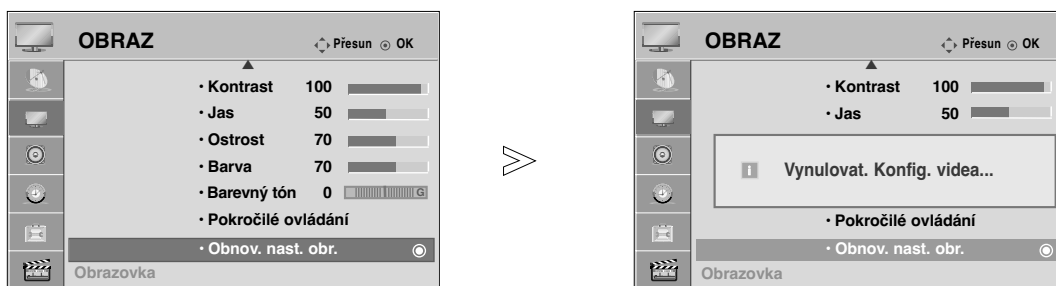 OBRAZ
Přesun OK
• Kontrast 100
• Jas 50
• Ostrost 70
• Barva 70
• Barevný tón 0 G
• Pokročilé ovládání
• Obnov. nast. obr.
Obrazovka
OBRAZ
Přesun OK
• Kontrast 100
• Jas 50
i Vynulovat. Konfig. videa...
• Pokročilé ovládání
• Obnov. nast. obr.
Obrazovka